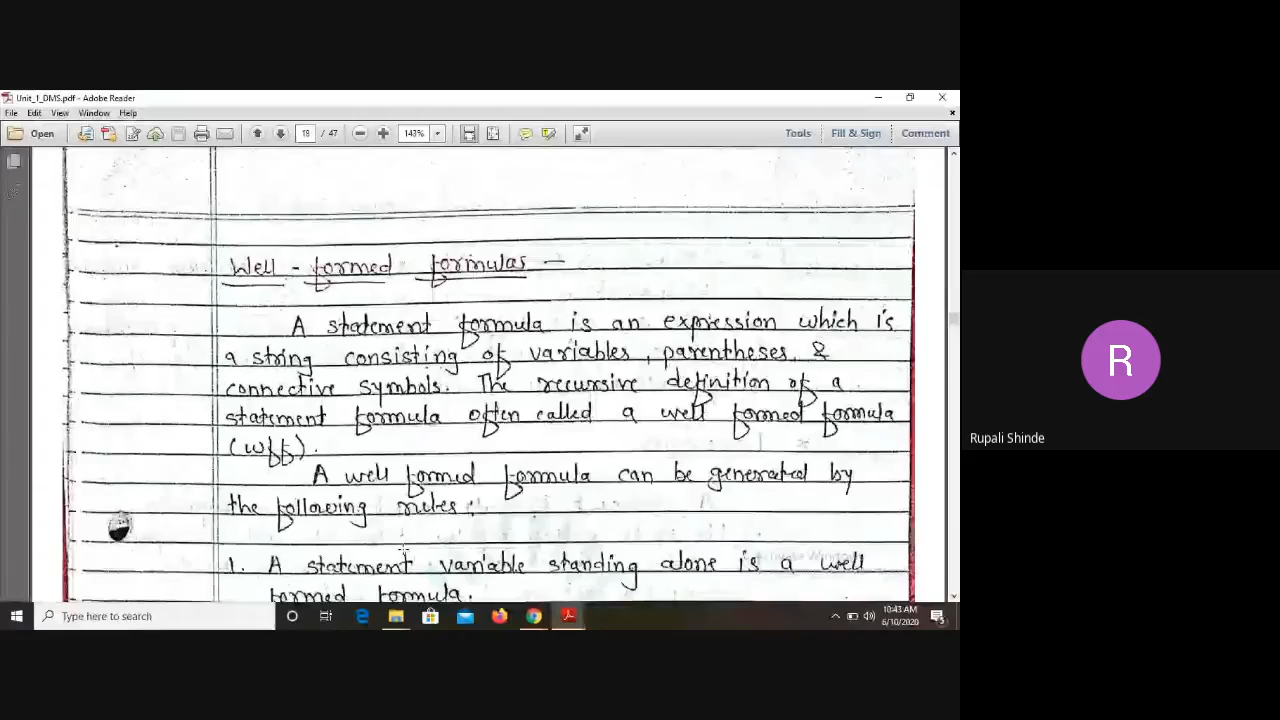 Unit_1_DMS.pdf - Adobe Reader
File Edit View Window Help
Open 18 / 47 143% Tools Fill & Sign Comment
Well - formed formulas —
A statement formula is an expression which is
a string consisting of variables, parentheses &
connective symbols. The recursive definition of a
statement formula often called a well formed formula
(wff).
A well formed formula can be generated by
the following rules:
1. A statement variable standing alone is a well
formed formula.
Type here to search
10:43 AM
6/10/2020
R
Rupali Shinde